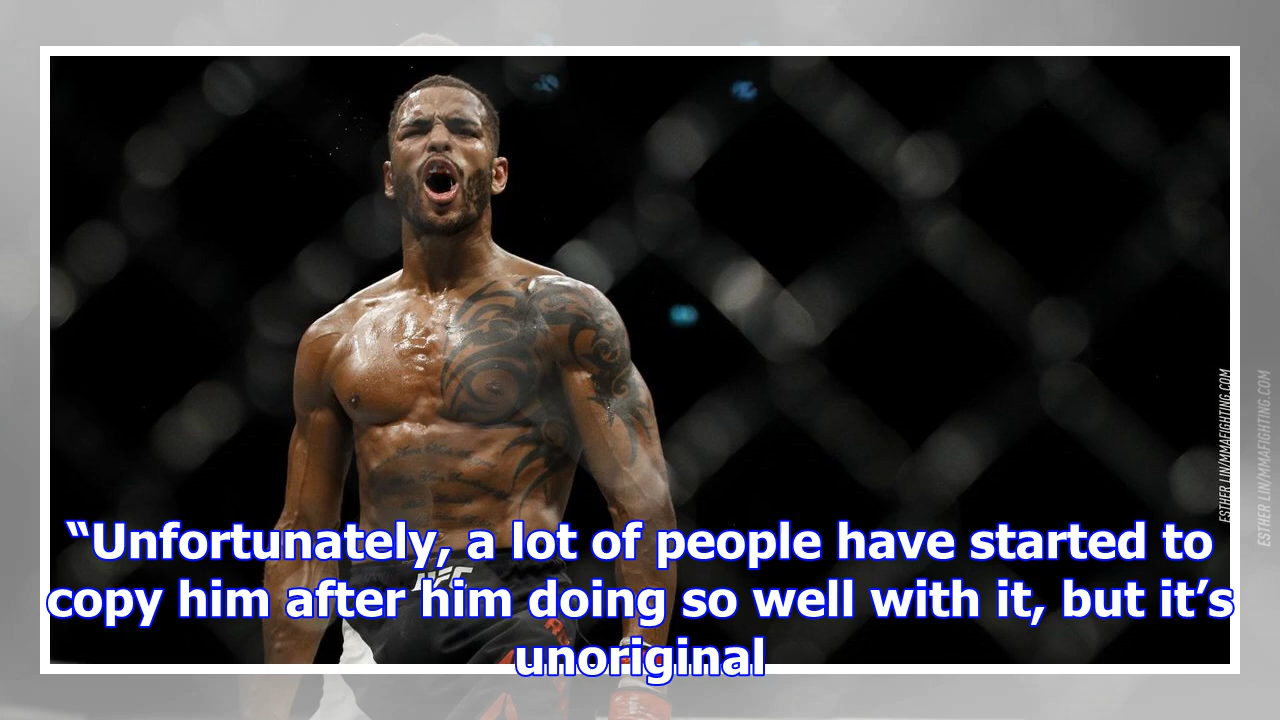 ESTHER LIN/MMAFIGHTING.COM
ESTHER LIN/MMAFIGHTING.COM
“Unfortunately, a lot of people have started to
copy him after him doing so well with it, but it’s
unoriginal
UFC